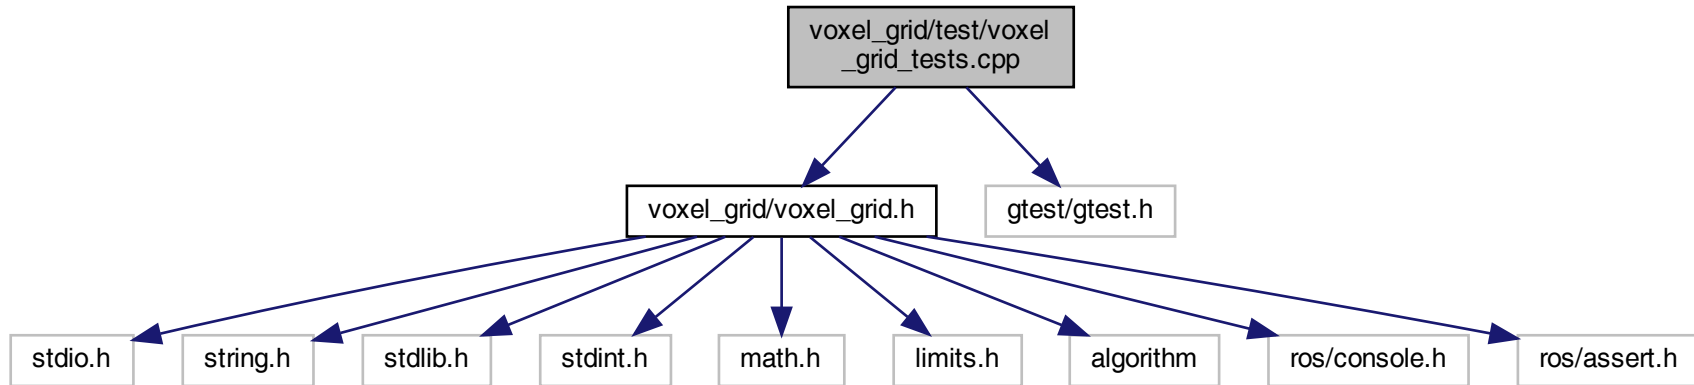 voxel_grid/test/voxel
_grid_tests.cpp
voxel_grid/voxel_grid.h
gtest/gtest.h
stdio.h
string.h
stdlib.h
stdint.h
math.h
limits.h
algorithm
ros/console.h
ros/assert.h